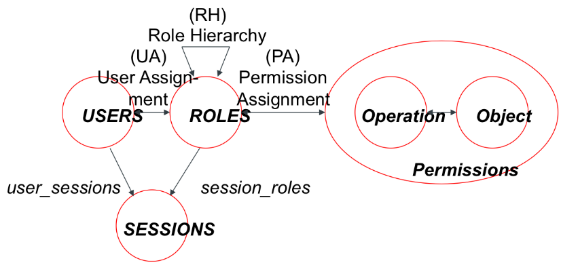 (RH)
Role Hierarchy
(UA)
User Assign-
ment
(PA)
Permission
Assignment
USERS
ROLES
Operation
Object
Permissions
user_sessions
session_roles
SESSIONS